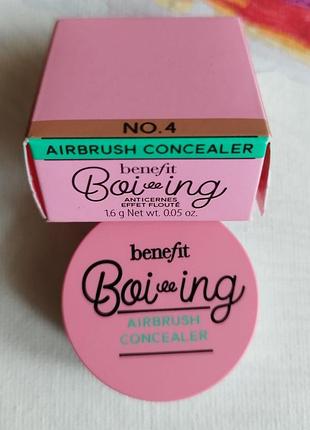 NO.4
AIRBRUSH CONCEALER
benefit
Boi-ing
ANTICERNES
EFFET FLOUTÉ
1.6 g Net wt. 0.05 oz.
benefit
Boi-ing
AIRBRUSH
CONCEALER